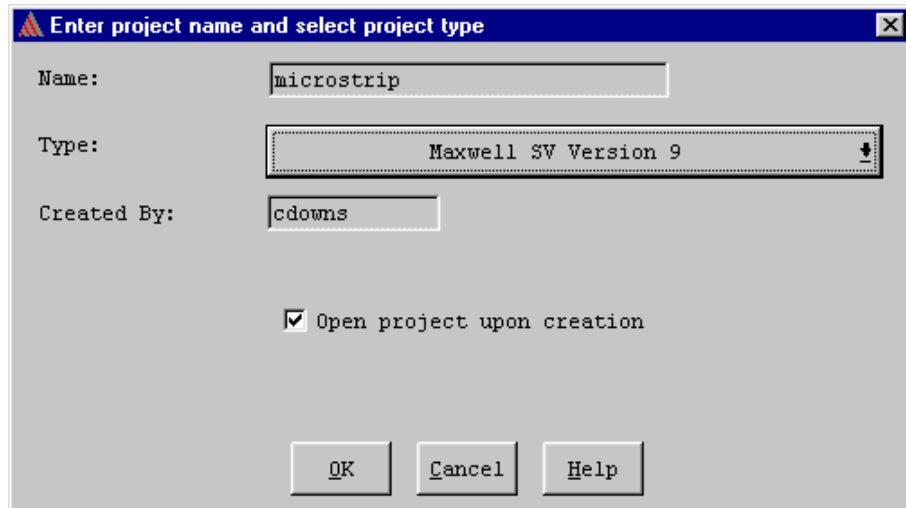 Enter project name and select project type
Name: microstrip
Type: Maxwell SV Version 9
Created By: cdowns
Open project upon creation
OK Cancel Help